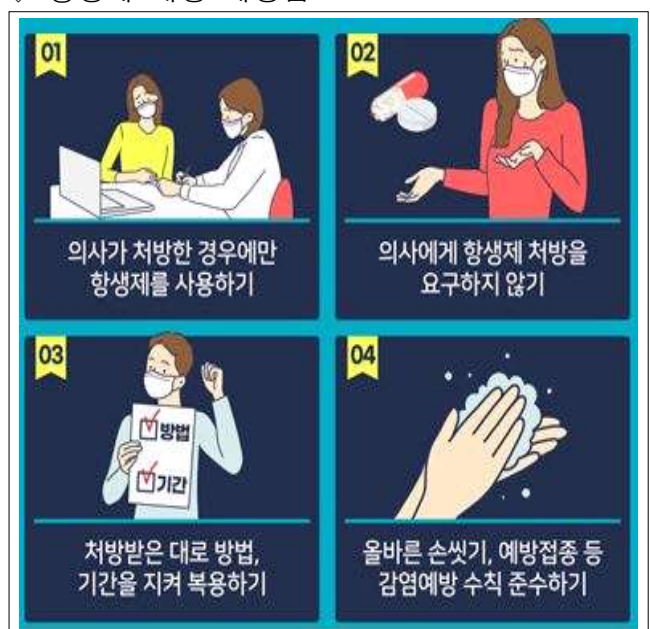 01
의사가 처방한 경우에만
항생제를 사용하기
02
의사에게 항생제 처방을
요구하지 않기
03
방법
기간
처방받은 대로 방법,
기간을 지켜 복용하기
04
올바른 손씻기, 예방접종 등
감염예방 수칙 준수하기